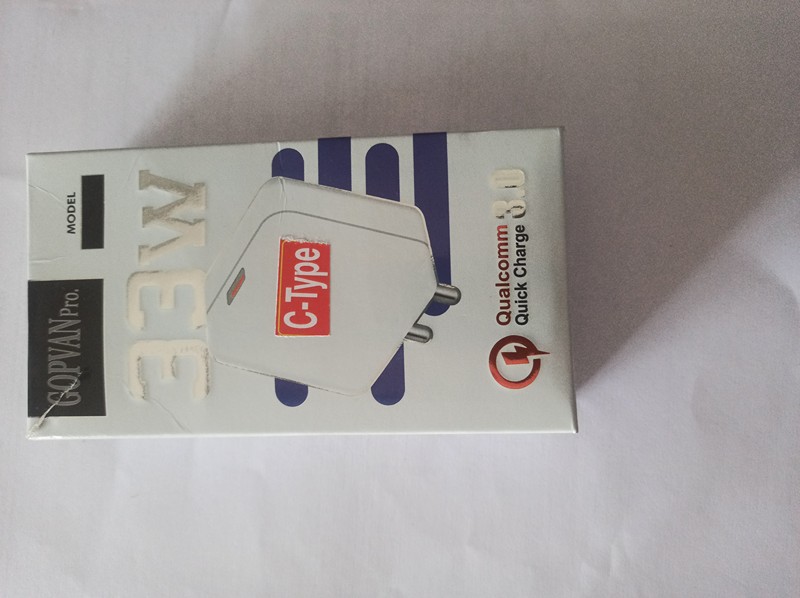 GOPVAN Pro.
MODEL
33W
C-Type
Qualcomm
Quick Charge 3.0